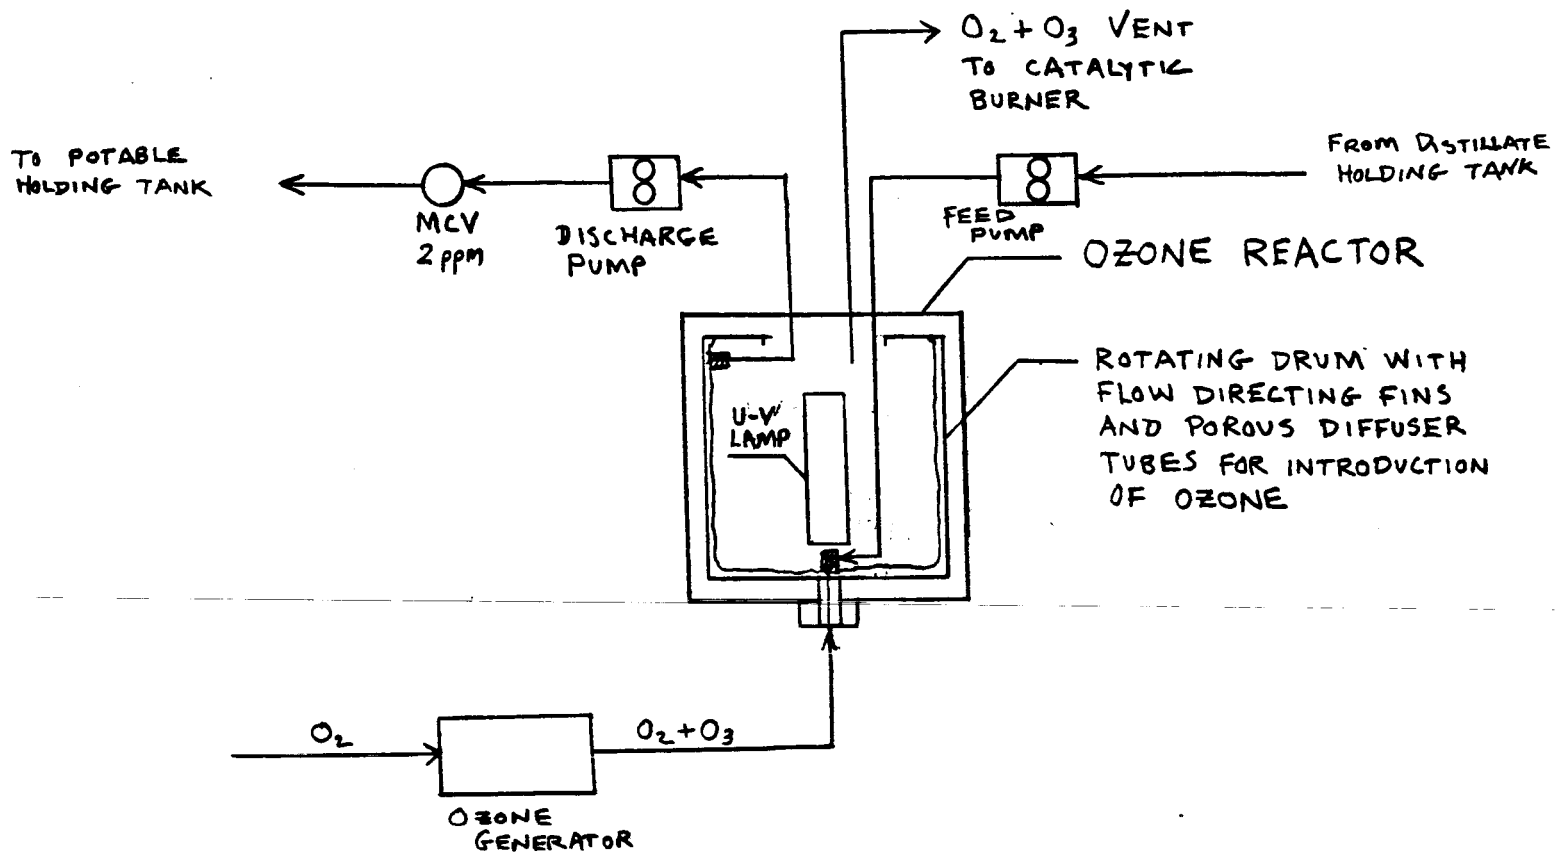 O₂ + O₃ VENT
TO CATALYTIC
BURNER
TO POTABLE
HOLDING TANK
MCV
2 ppm
DISCHARGE
PUMP
FEED
PUMP
FROM DISTILLATE
HOLDING TANK
OZONE REACTOR
ROTATING DRUM WITH
FLOW DIRECTING FINS
AND POROUS DIFFUSER
TUBES FOR INTRODUCTION
OF OZONE
U-V
LAMP
O₂
O₂ + O₃
OZONE
GENERATOR